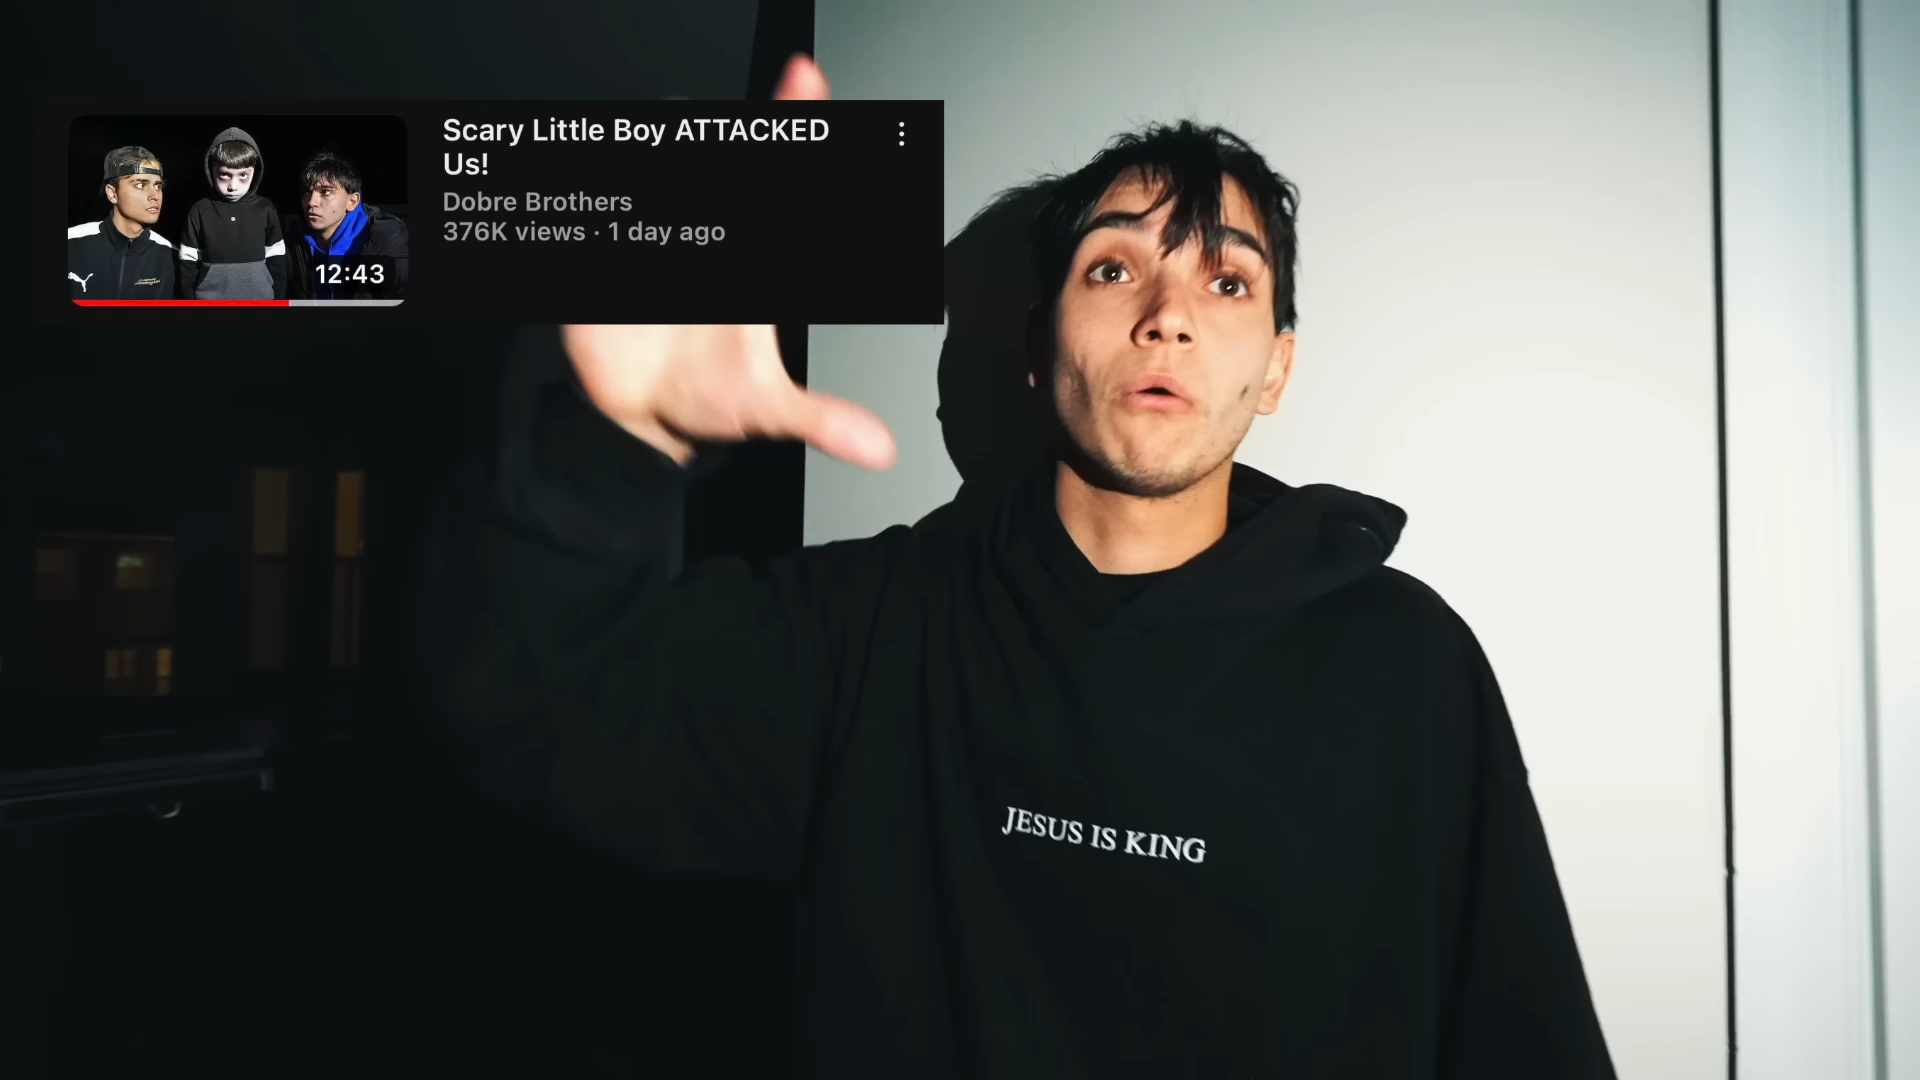 Scary Little Boy ATTACKED
Us!
Dobre Brothers
376K views · 1 day ago
12:43
JESUS IS KING